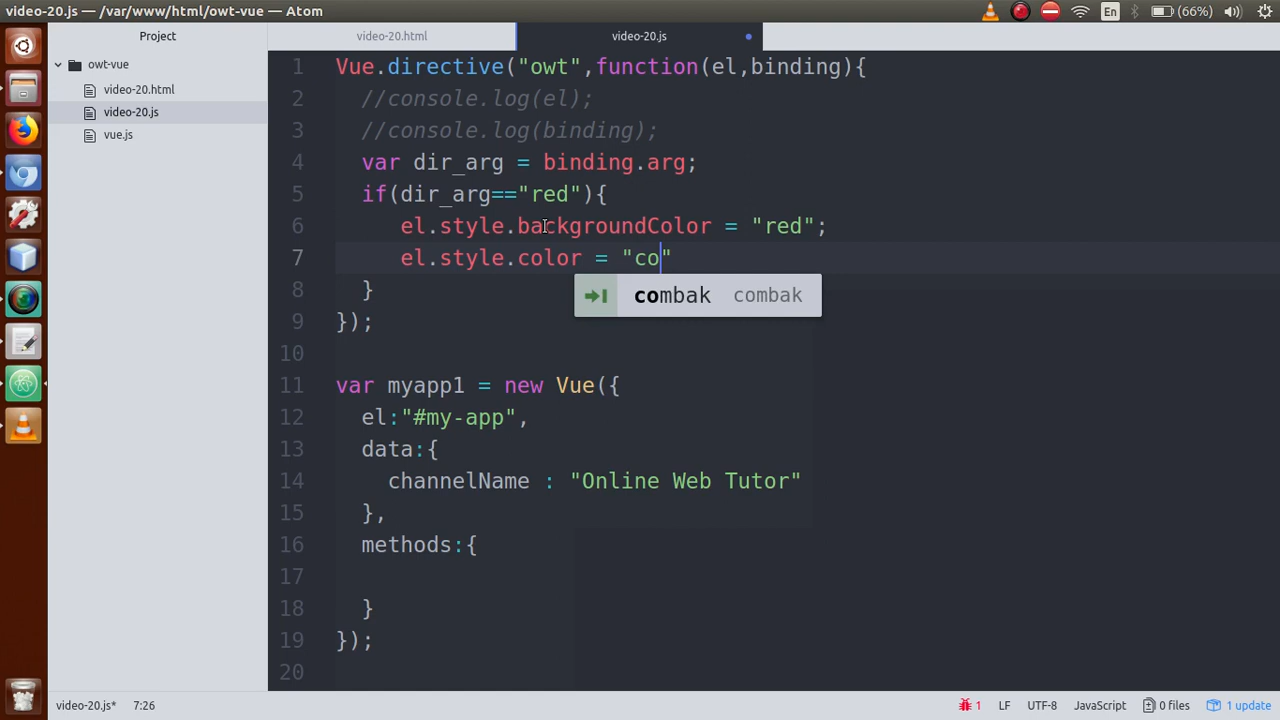 video-20.js — /var/www/html/owt-vue — Atom
En
(66%)
Project
video-20.html
video-20.js
owt-vue
video-20.html
video-20.js
vue.js
1 Vue.directive("owt",function(el,binding){
2 //console.log(el);
3 //console.log(binding);
4 var dir_arg = binding.arg;
5 if(dir_arg=="red"){
6 el.style.backgroundColor = "red";
7 el.style.color = "co"
combak combak
8 }
9 });
10
11 var myapp1 = new Vue({
12 el:"#my-app",
13 data:{
14 channelName : "Online Web Tutor"
15 },
16 methods:{
17
18 }
19 });
20
video-20.js* 7:26
1 LF UTF-8 JavaScript 0 files 1 update